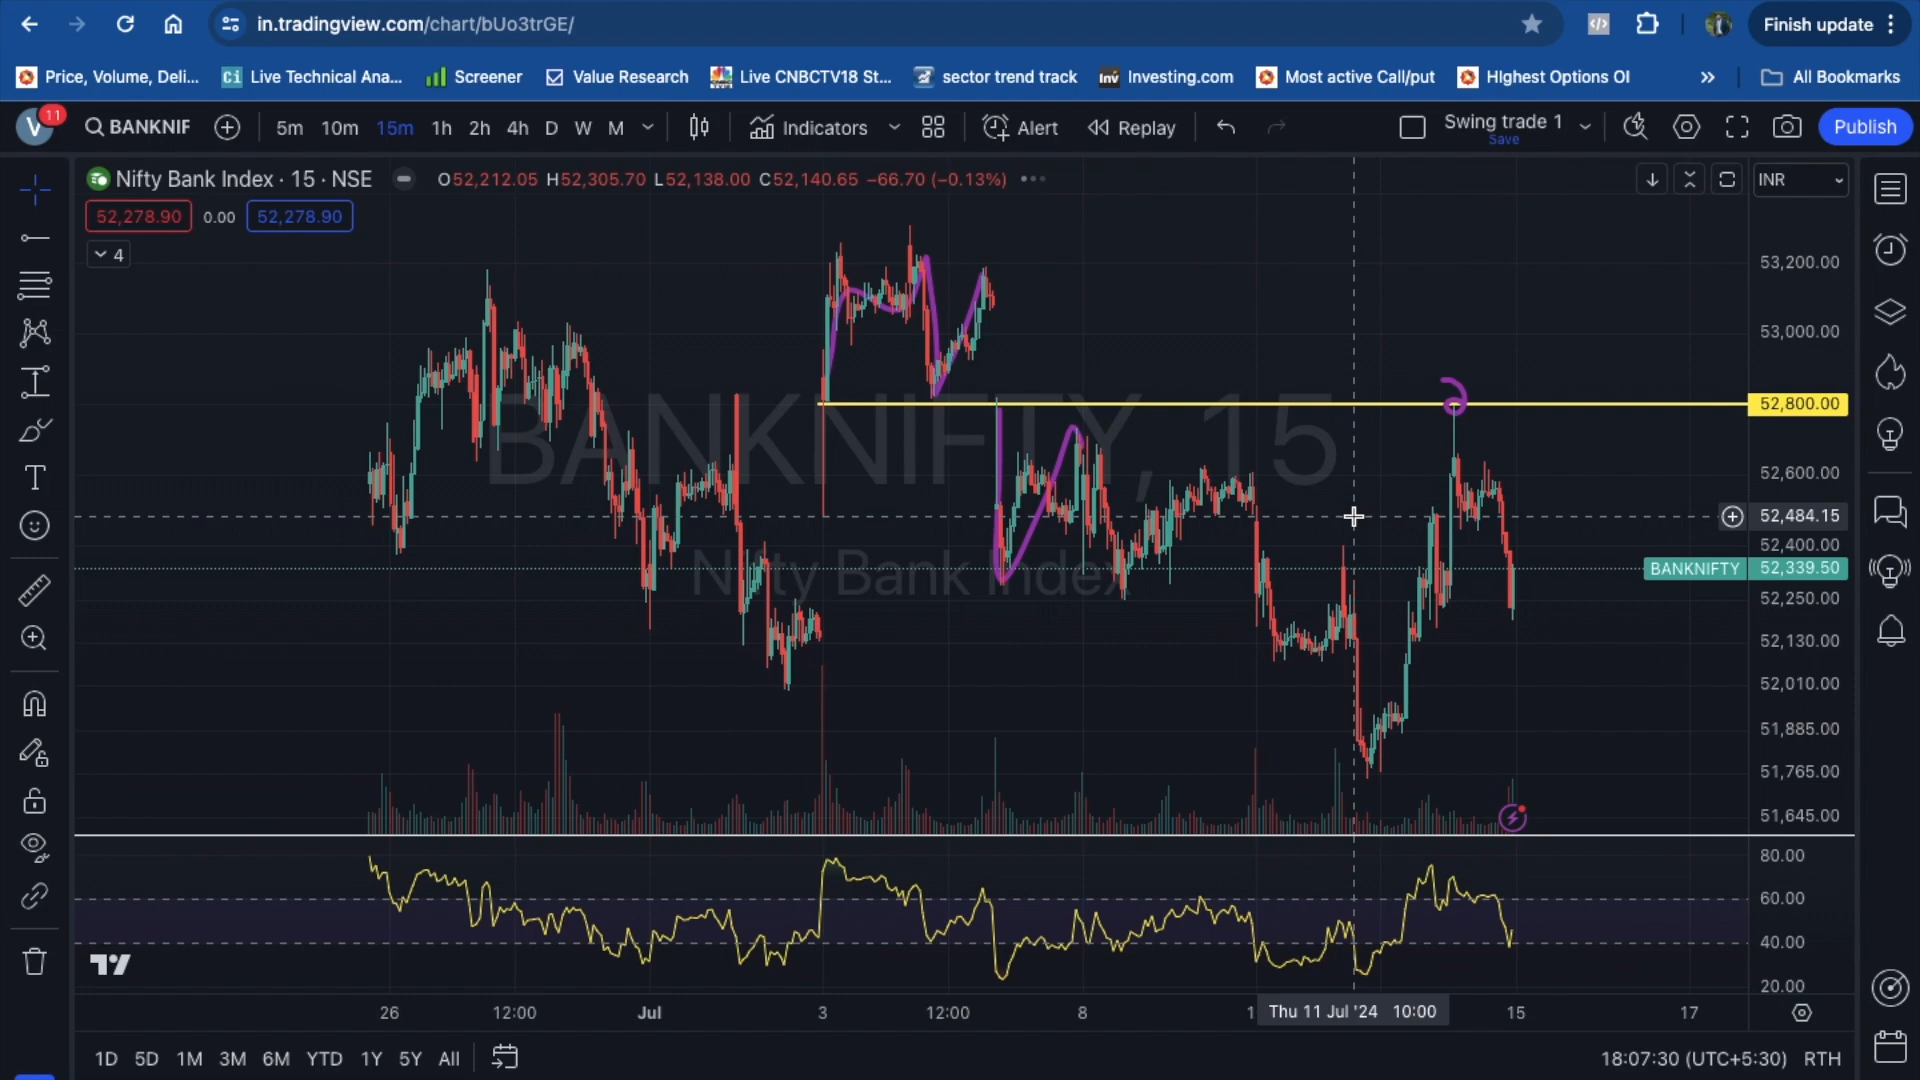 in.tradingview.com/chart/bUo3trGE/
Finish update
Price, Volume, Deli...
Live Technical Ana...
Screener
Value Research
Live CNBCTV18 St...
sector trend track
Inv Investing.com
Most active Call/put
HIghest Options OI
All Bookmarks
V 11
BANKNIF
5m 10m 15m 1h 2h 4h D W M
Indicators
Alert
Replay
Swing trade 1
Save
Publish
Nifty Bank Index · 15 · NSE
O52,212.05 H52,305.70 L52,138.00 C52,140.65 −66.70 (−0.13%)
INR
52,278.90 0.00 52,278.90
4
BANKNIFTY, 15
Nifty Bank Index
53,200.00
53,000.00
52,800.00
52,600.00
52,484.15
52,400.00
BANKNIFTY 52,339.50
52,250.00
52,130.00
52,010.00
51,885.00
51,765.00
51,645.00
80.00
60.00
40.00
20.00
26 12:00 Jul 3 12:00 8 1 Thu 11 Jul '24 10:00 15 17
1D 5D 1M 3M 6M YTD 1Y 5Y All
18:07:30 (UTC+5:30) RTH